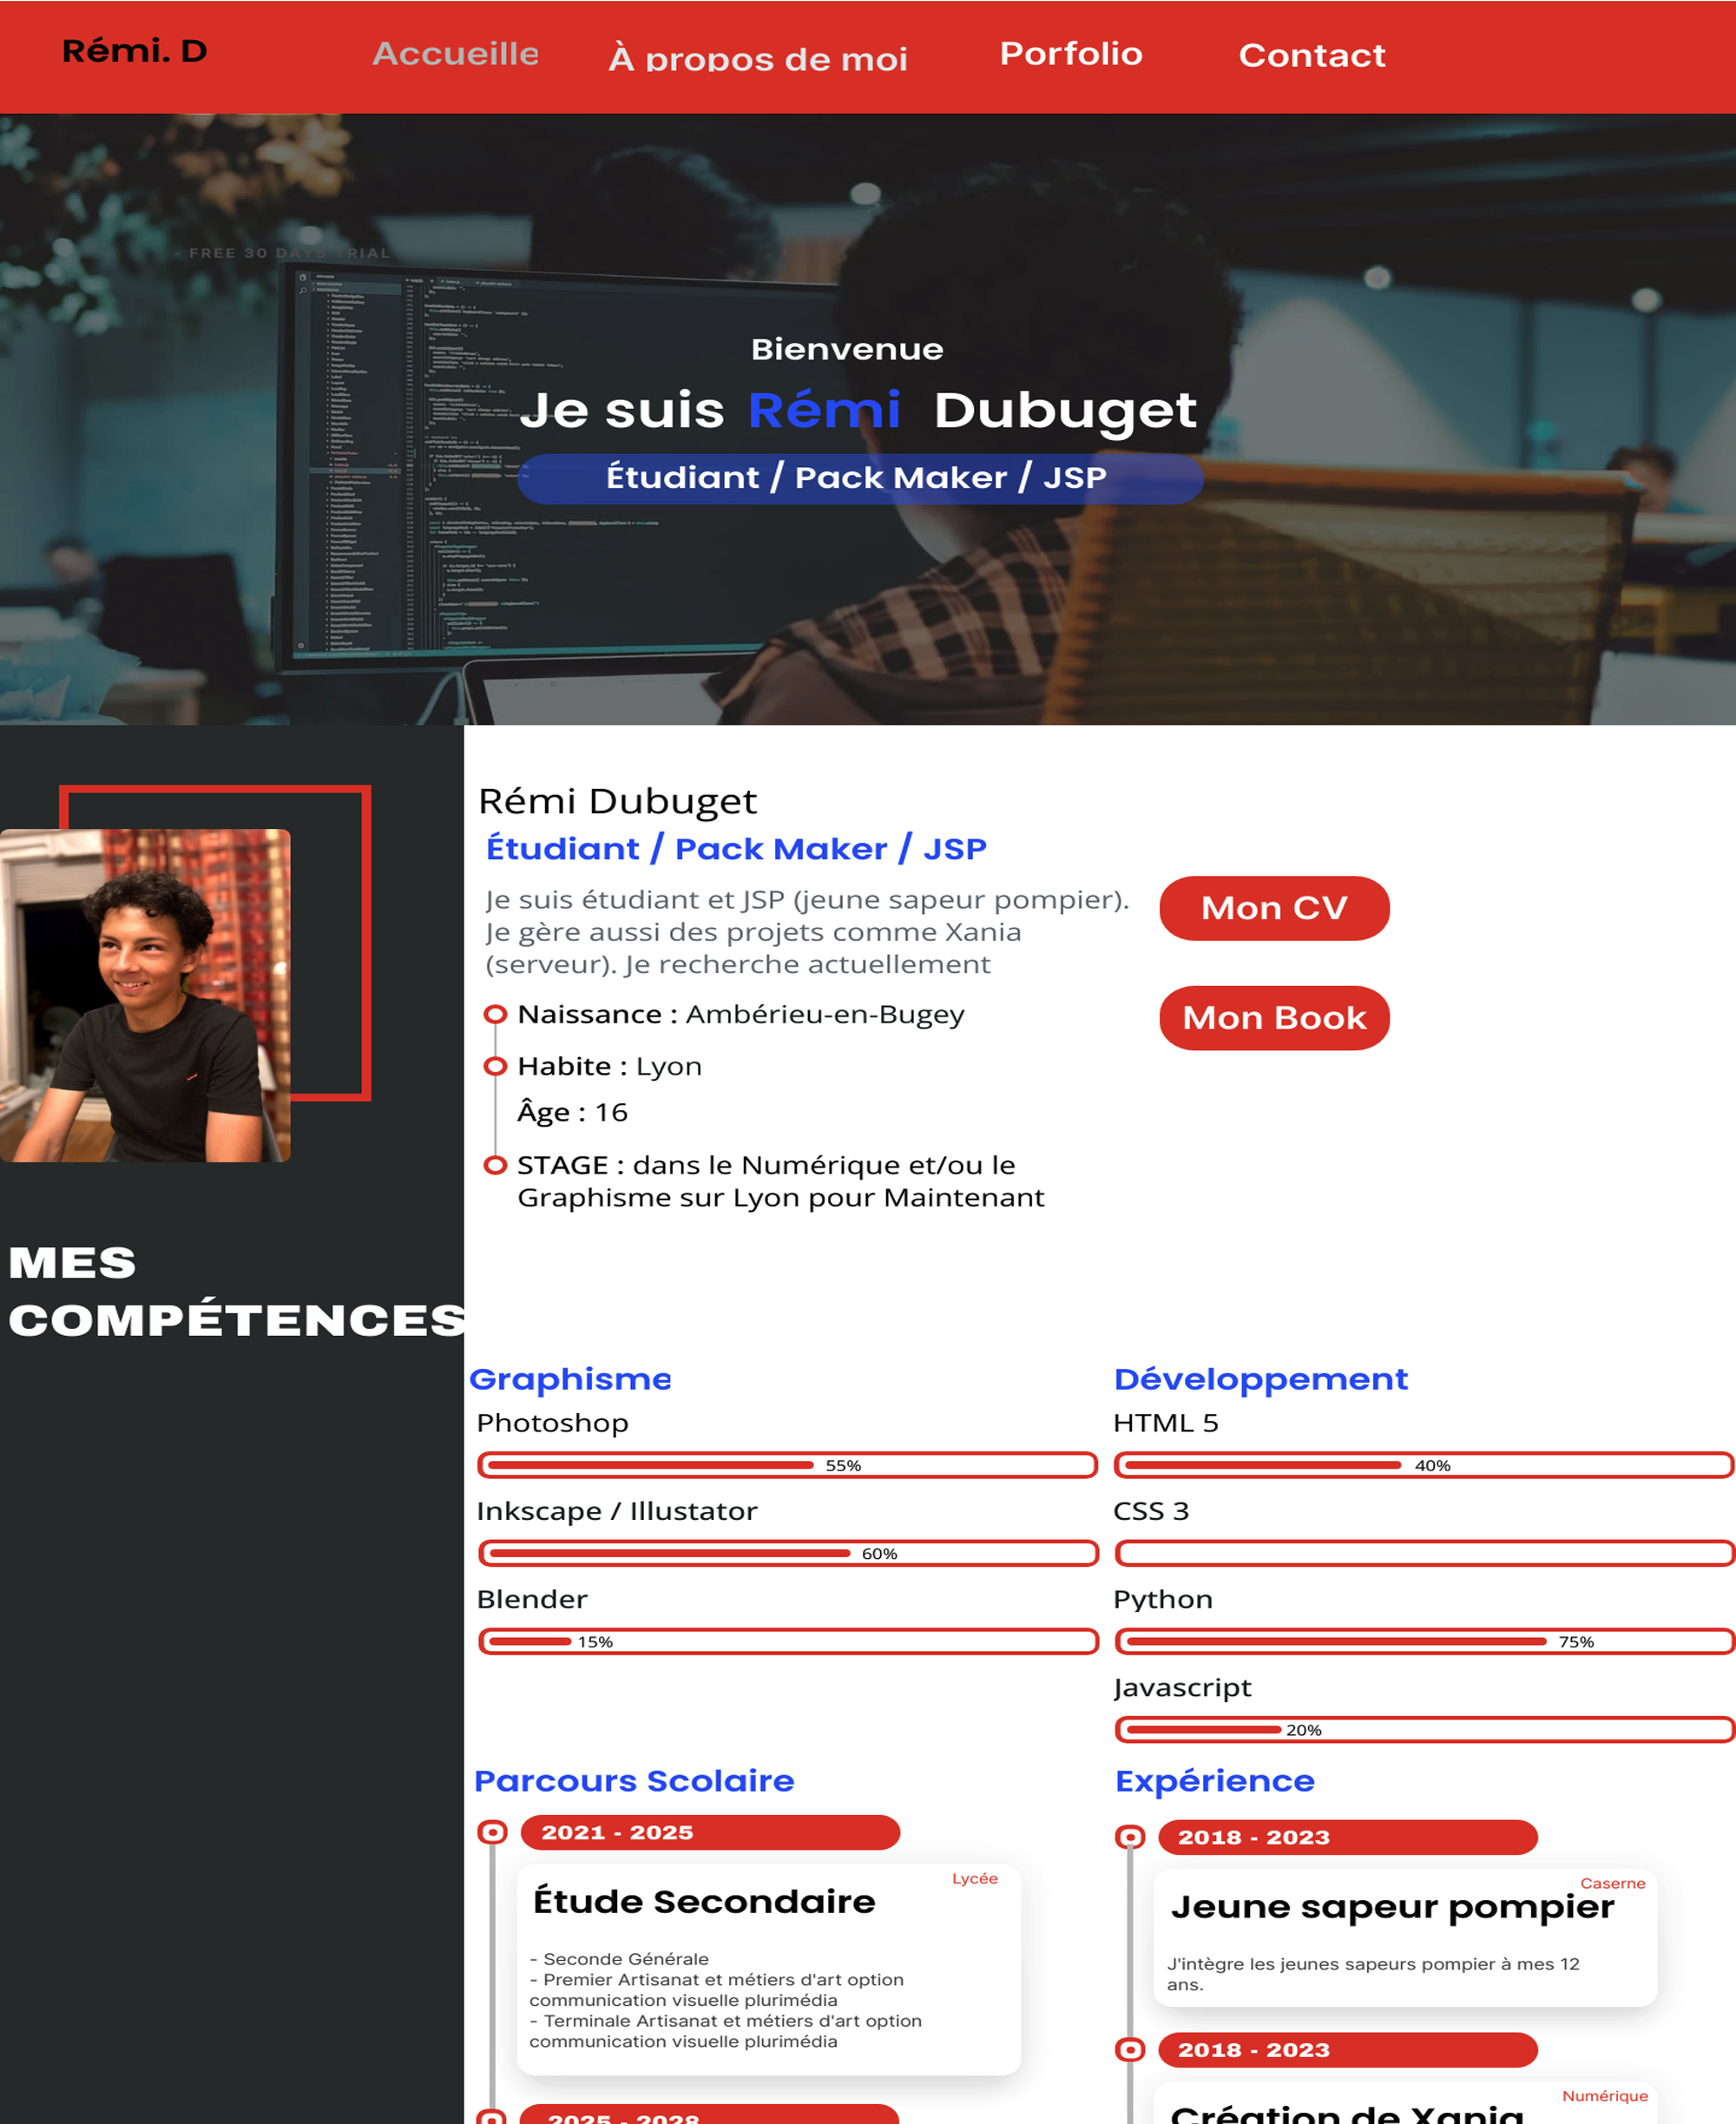 Rémi. D
Accueille
À propos de moi
Porfolio
Contact
- FREE 30 DAYS TRIAL
Bienvenue
Je suis Rémi Dubuget
Étudiant / Pack Maker / JSP
Rémi Dubuget
Étudiant / Pack Maker / JSP
Je suis étudiant et JSP (jeune sapeur pompier).
Je gère aussi des projets comme Xania
(serveur). Je recherche actuellement
Mon CV
Mon Book
Naissance : Ambérieu-en-Bugey
Habite : Lyon
Âge : 16
STAGE : dans le Numérique et/ou le
Graphisme sur Lyon pour Maintenant
MES
COMPÉTENCES
Graphisme
Photoshop
55%
Inkscape / Illustator
60%
Blender
15%
Développement
HTML 5
40%
CSS 3
Python
75%
Javascript
20%
Parcours Scolaire
2021 - 2025
Lycée
Étude Secondaire
- Seconde Générale
- Premier Artisanat et métiers d'art option
communication visuelle plurimédia
- Terminale Artisanat et métiers d'art option
communication visuelle plurimédia
2025 - 2028
Expérience
2018 - 2023
Caserne
Jeune sapeur pompier
J'intègre les jeunes sapeurs pompier à mes 12
ans.
2018 - 2023
Numérique
Création de Xania